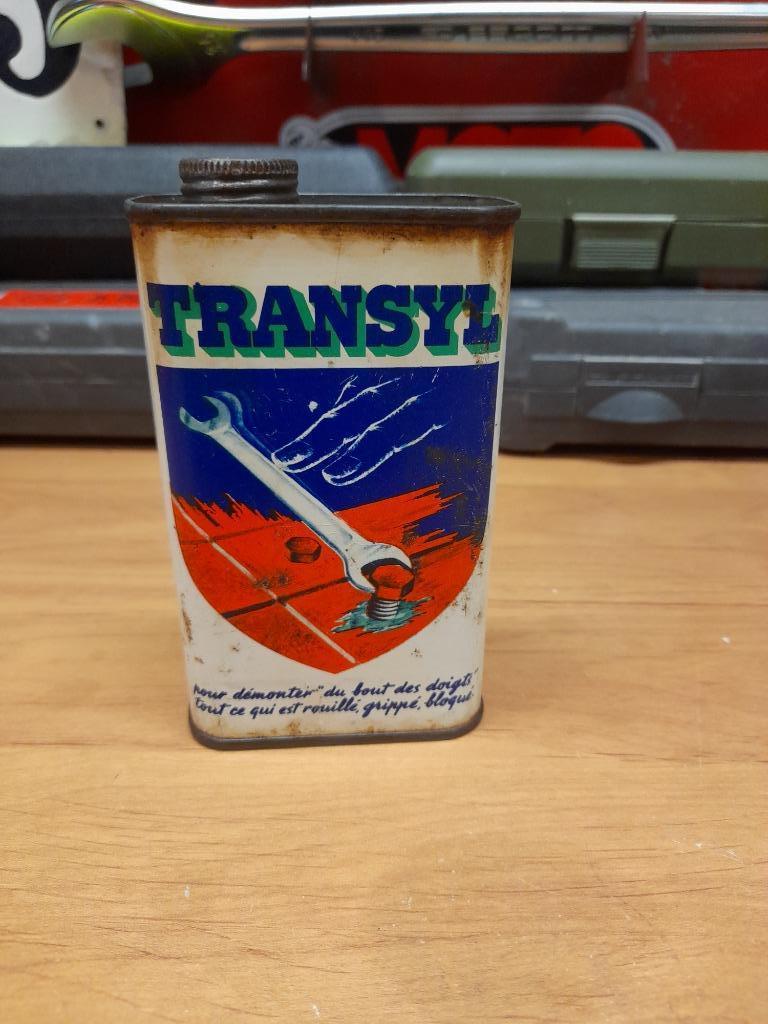 TRANSYL
pour démonter "du bout des doigts"
tout ce qui est rouillé, grippé, bloqué.